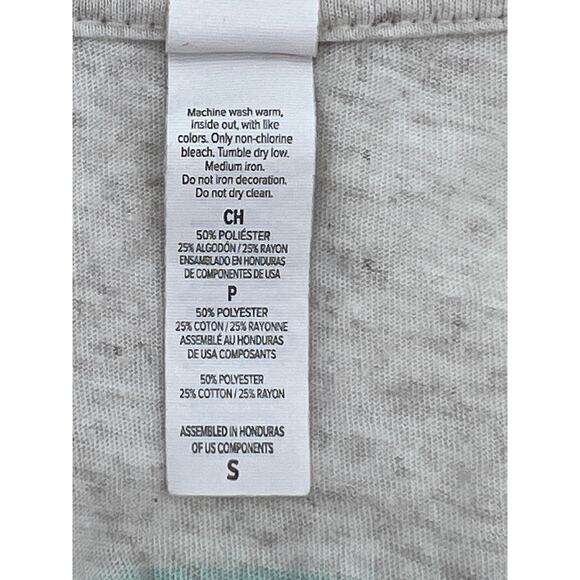 Machine wash warm,
inside out, with like
colors. Only non-chlorine
bleach. Tumble dry low.
Medium iron.
Do not iron decoration.
Do not dry clean.
CH
50% POLIÉSTER
25% ALGODÓN / 25% RAYON
ENSAMBLADO EN HONDURAS
DE COMPONENTES DE USA
P
50% POLYESTER
25% COTON / 25% RAYONNE
ASSEMBLÉ AU HONDURAS
DE USA COMPOSANTS
50% POLYESTER
25% COTTON / 25% RAYON
ASSEMBLED IN HONDURAS
OF US COMPONENTS
S